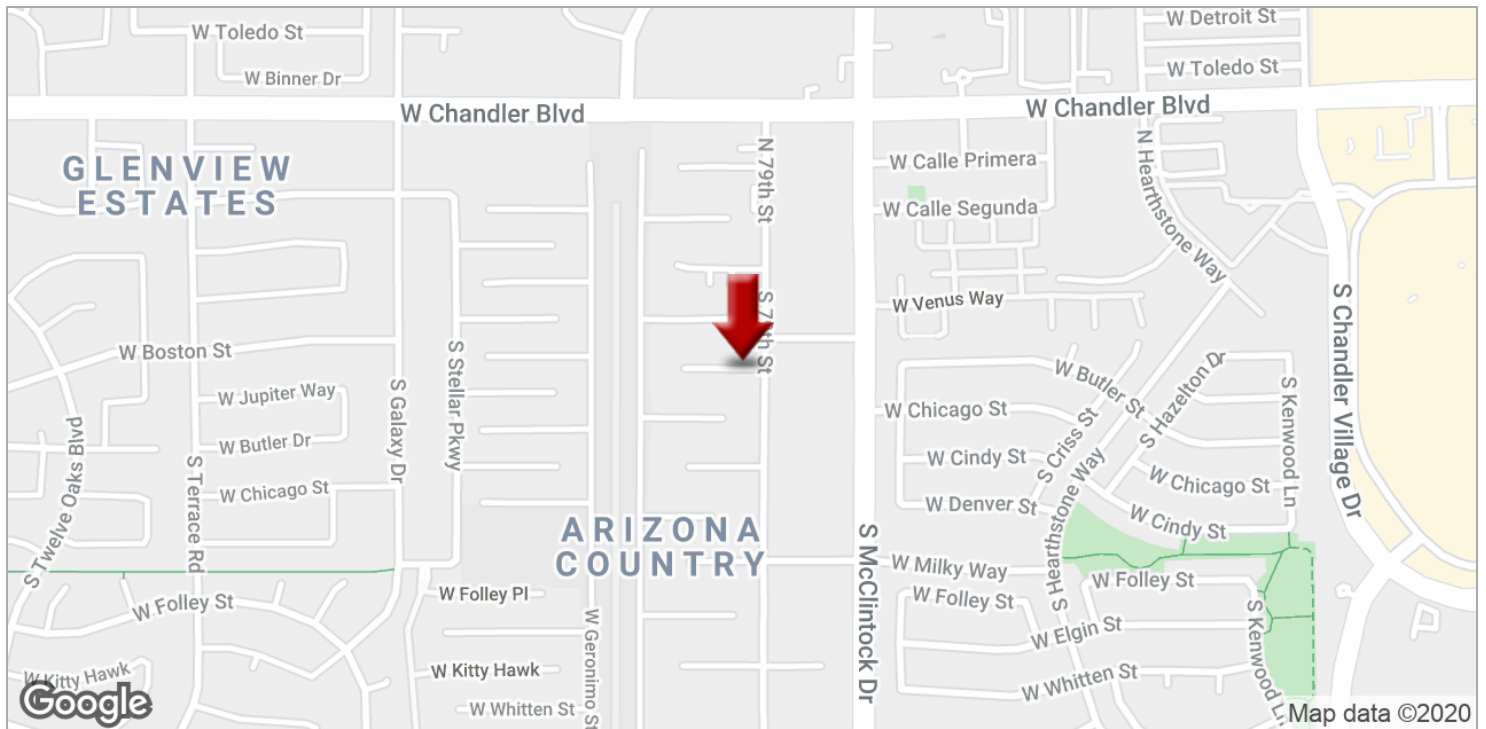 W Toledo St
W Detroit St
W Binner Dr
W Toledo St
W Chandler Blvd
W Chandler Blvd
GLENVIEW
ESTATES
N 79th St
W Calle Primera
N Hearthstone Way
W Calle Segunda
S 79th St
W Venus Way
S Chandler Village Dr
W Boston St
S Stellar Pkwy
W Butler St
S Hazelton Dr
S Kenwood Ln
W Jupiter Way
S Galaxy Dr
W Chicago St
S Criss St
S Twelve Oaks Blvd
W Butler Dr
S Terrace Rd
W Cindy St
W Chicago St
W Chicago St
W Denver St
W Cindy St
ARIZONA
COUNTRY
S McClintock Dr
S Hearthstone Way
W Milky Way
W Folley St
W Folley Pl
W Folley St
W Folley St
W Geronimo St
S Kenwood Ln
W Elgin St
W Kitty Hawk
W Kitty Hawk
W Whitten St
W Whitten St
Google
Map data ©2020